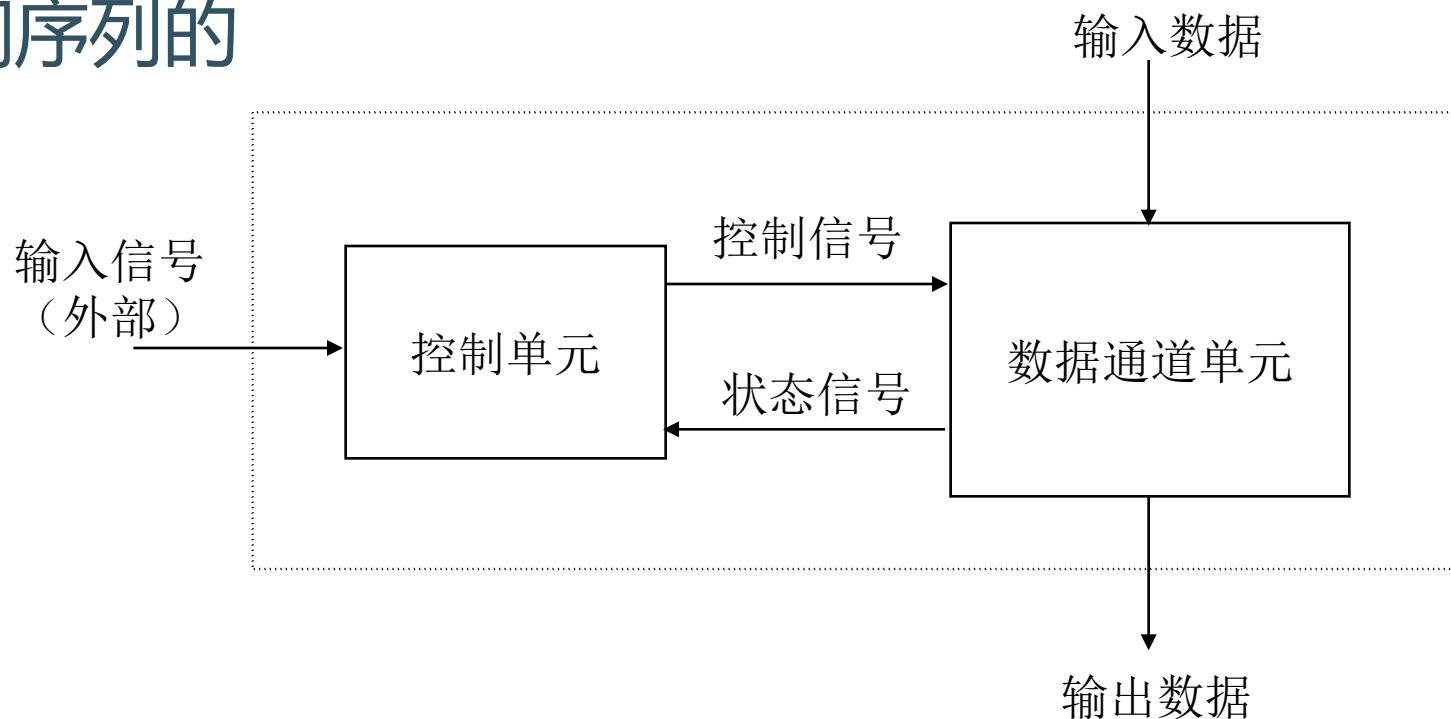 序列的
输入数据
输入信号
（外部）
控制信号
控制单元
状态信号
数据通道单元
输出数据